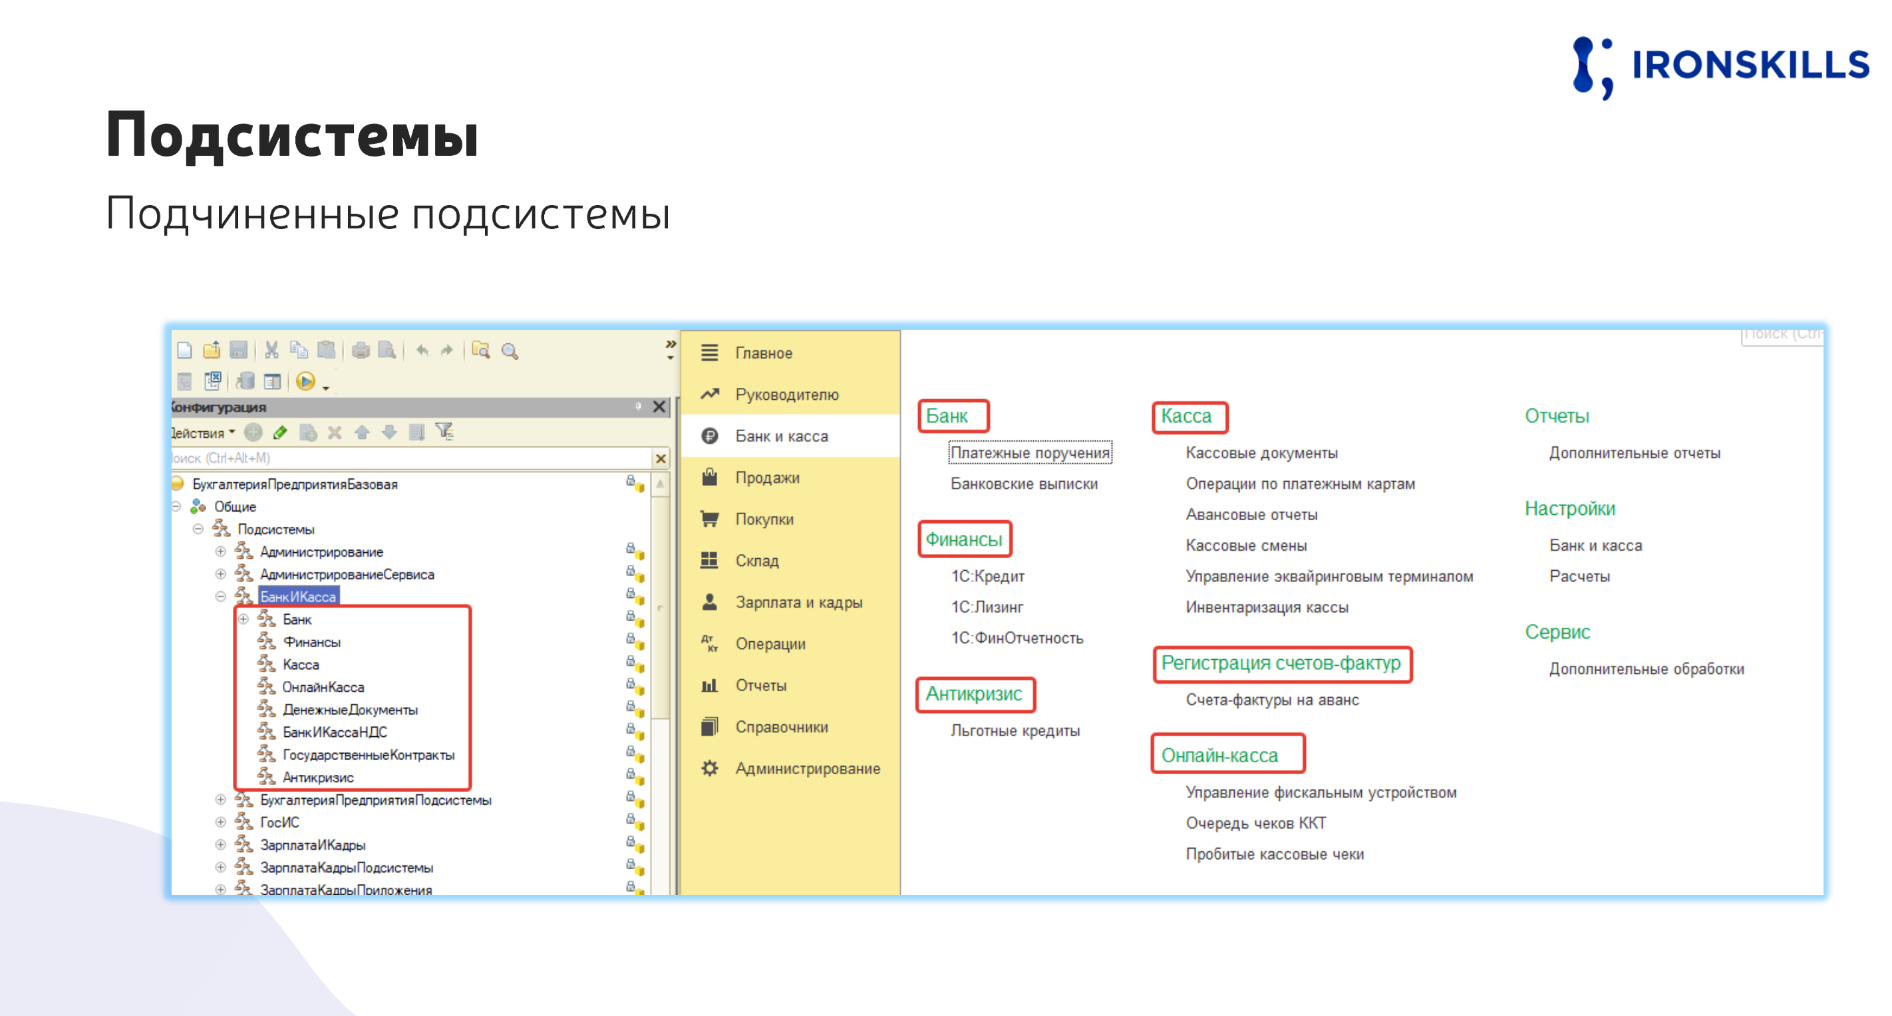 IRONSKILLS
Подсистемы
Подчиненные подсистемы
Конфигурация
Действия
Поиск (Ctrl+Alt+M)
БухгалтерияПредприятияБазовая
Общие
Подсистемы
Администрирование
АдминистрированиеСервиса
БанкИКасса
Банк
Финансы
Касса
ОнлайнКасса
ДенежныеДокументы
БанкИКассаНДС
ГосударственныеКонтракты
Антикризис
БухгалтерияПредприятияПодсистемы
ГосИС
ЗарплатаИКадры
ЗарплатаКадрыПодсистемы
ЗарплатаКадрыПриложения
Главное
Руководителю
Банк и касса
Продажи
Покупки
Склад
Зарплата и кадры
Дт Кт Операции
Отчеты
Справочники
Администрирование
Поиск (Ctrl+
Банк
Платежные поручения
Банковские выписки
Финансы
1С:Кредит
1С:Лизинг
1С:ФинОтчетность
Антикризис
Льготные кредиты
Касса
Кассовые документы
Операции по платежным картам
Авансовые отчеты
Кассовые смены
Управление эквайринговым терминалом
Инвентаризация кассы
Регистрация счетов-фактур
Счета-фактуры на аванс
Онлайн-касса
Управление фискальным устройством
Очередь чеков ККТ
Пробитые кассовые чеки
Отчеты
Дополнительные отчеты
Настройки
Банк и касса
Расчеты
Сервис
Дополнительные обработки